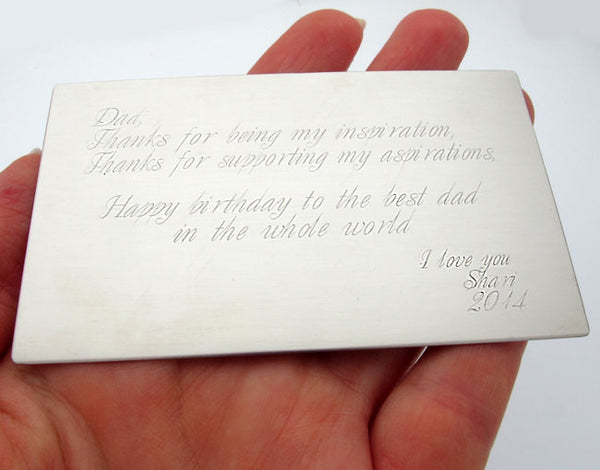 Dad,
Thanks for being my inspiration,
Thanks for supporting my aspirations,
Happy birthday to the best dad
in the whole world
I love you
Shari
2014